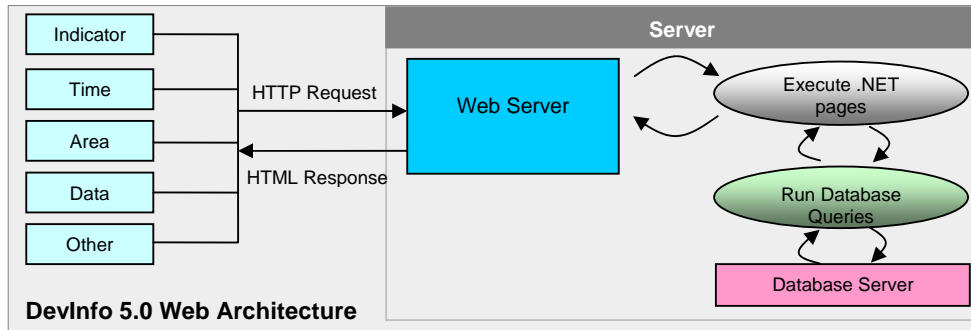 Indicator
Time
Area
Data
Other
HTTP Request
HTML Response
Server
Web Server
Execute .NET
pages
Run Database
Queries
Database Server
DevInfo 5.0 Web Architecture